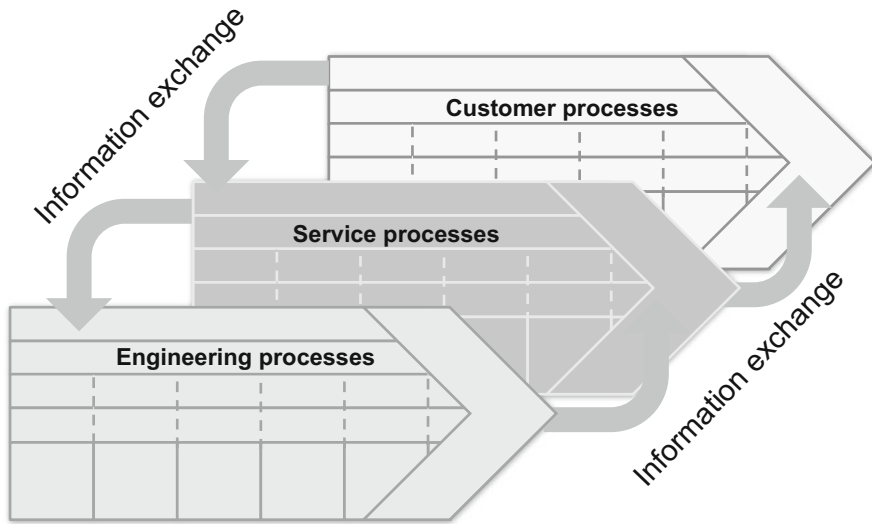 Information exchange
Customer processes
Service processes
Engineering processes
Information exchange